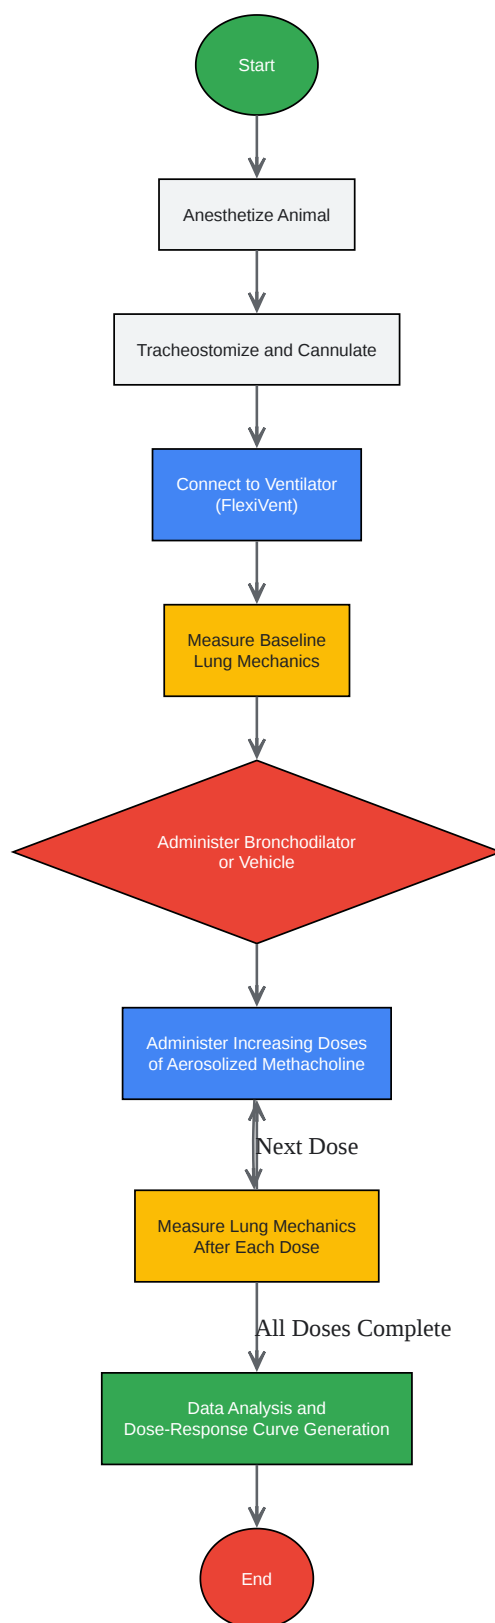 Start
Anesthetize Animal
Tracheostomize and Cannulate
Connect to Ventilator
(FlexiVent)
Measure Baseline
Lung Mechanics
Administer Bronchodilator
or Vehicle
Administer Increasing Doses
of Aerosolized Methacholine
Next Dose
Measure Lung Mechanics
After Each Dose
All Doses Complete
Data Analysis and
Dose-Response Curve Generation
End